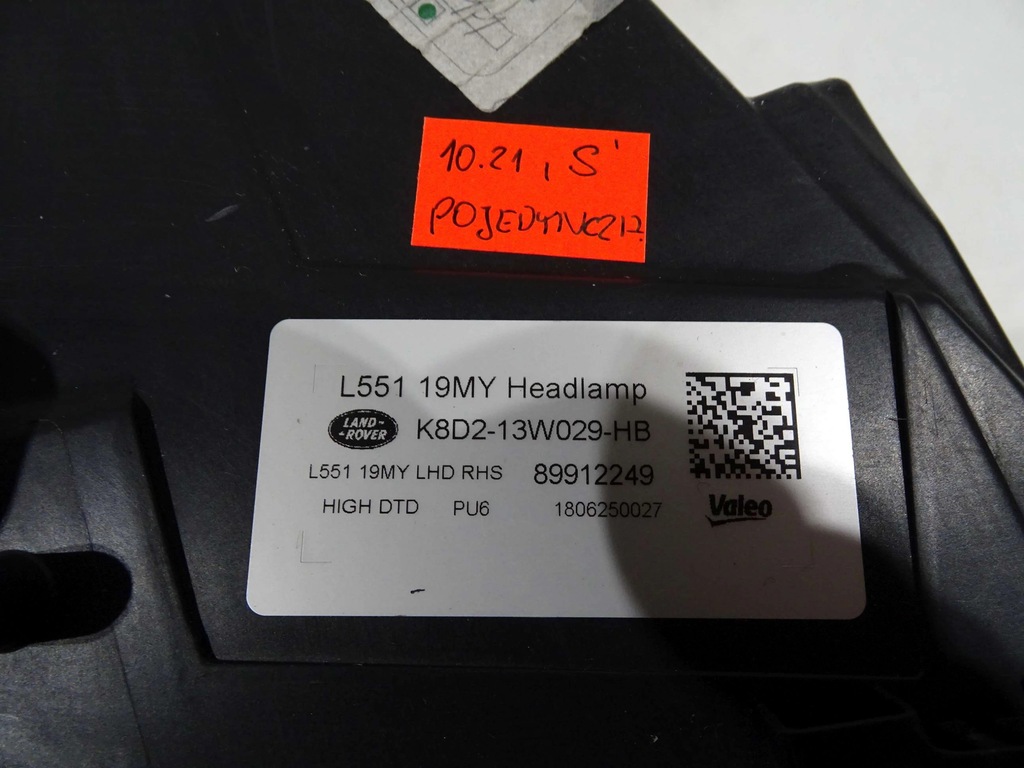 10.21, S'
L551 19MY Headlamp
LAND-
-ROVER
K8D2-13W029-HB
L551 19MY LHD RHS 89912249
HIGH DTD PU6 1806250027
Valeo